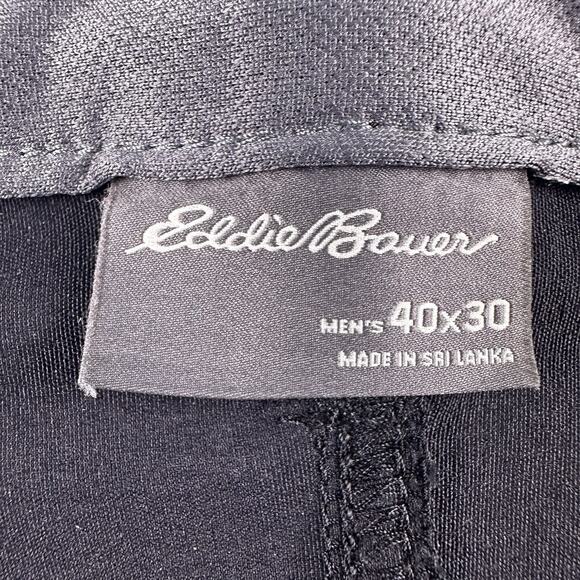 Eddie Bauer
MEN'S 40x30
MADE IN SRI LANKA